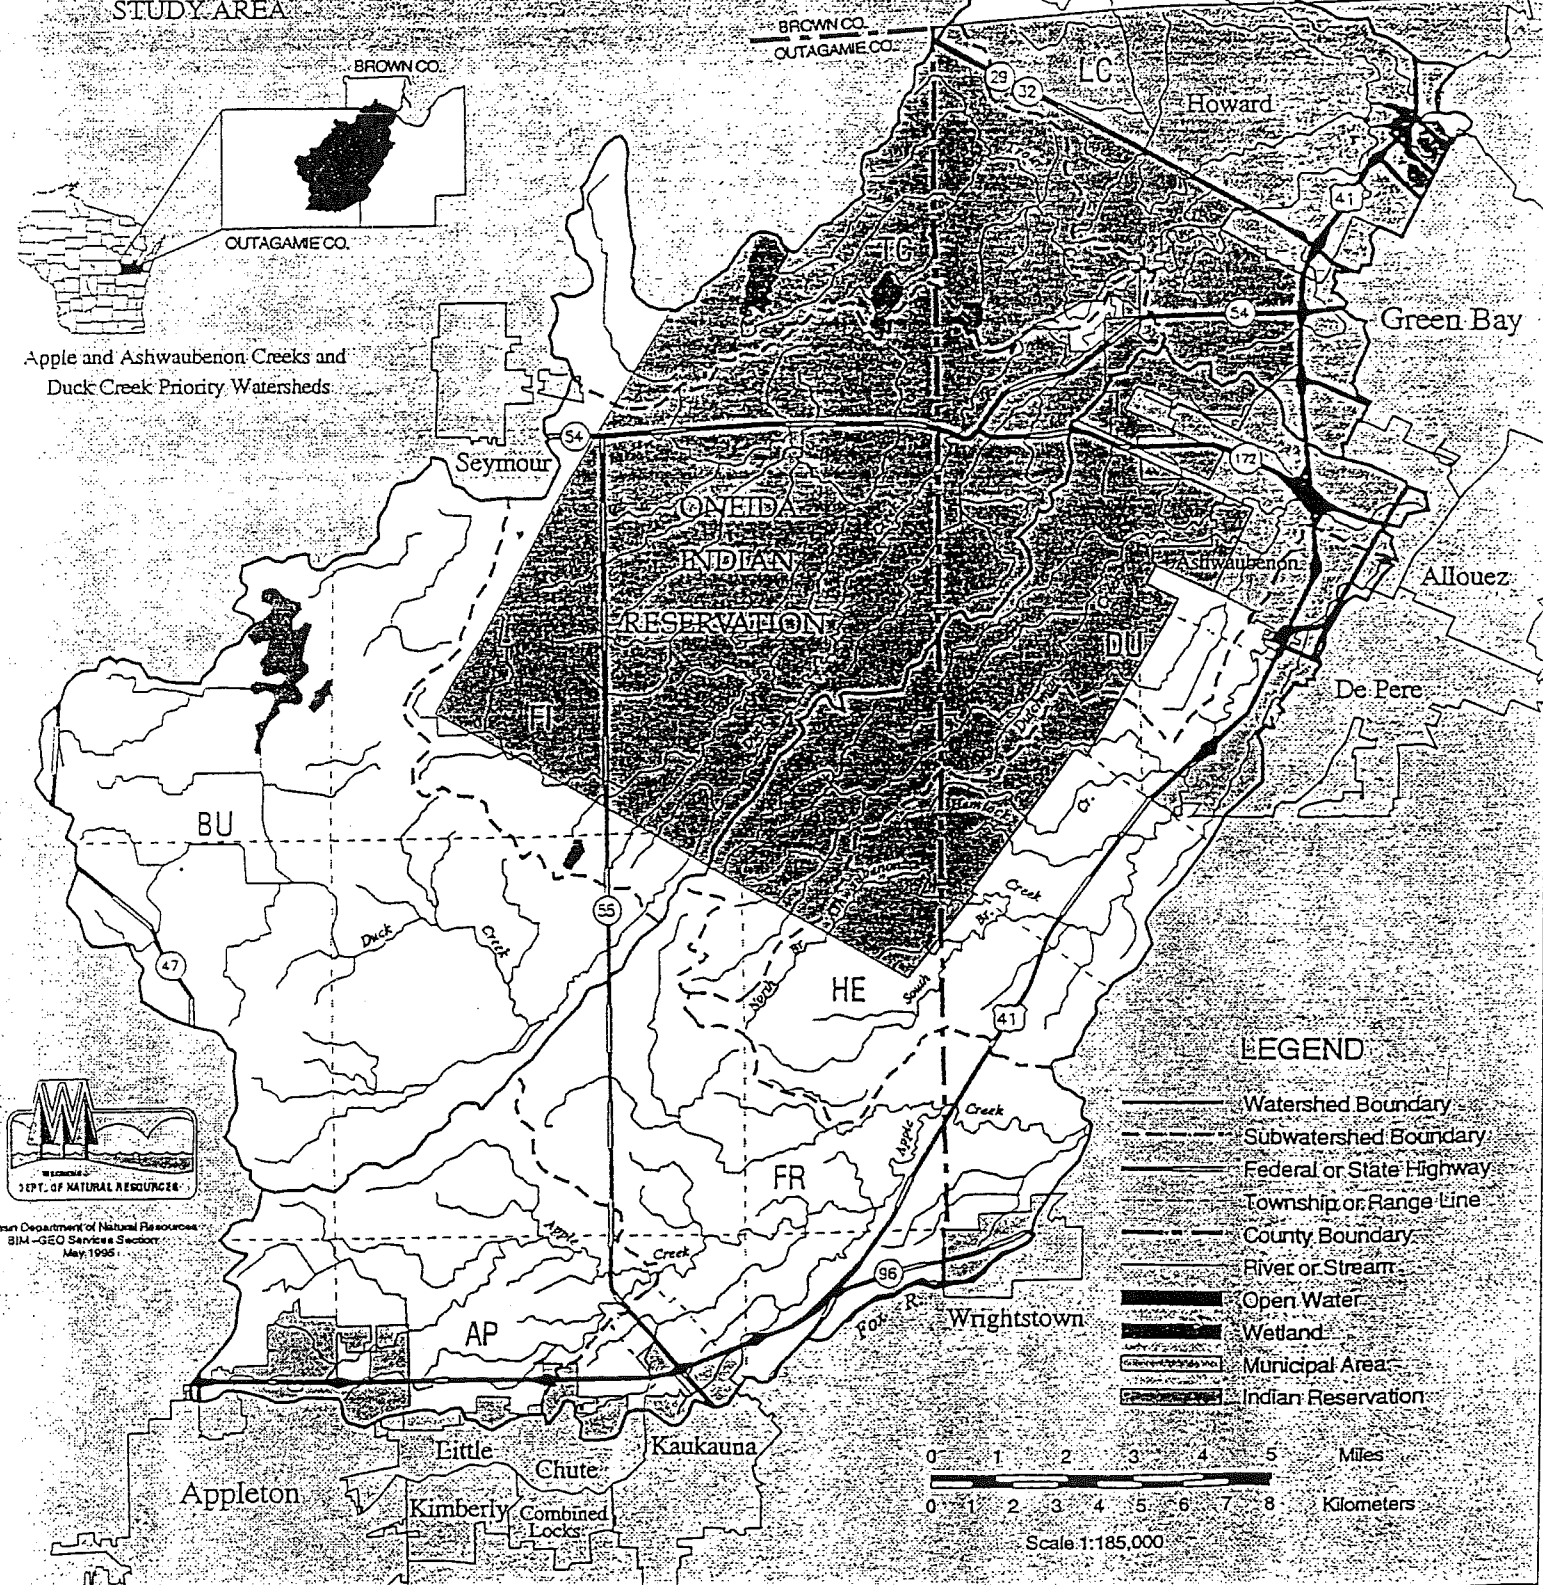 STUDY AREA
BROWN CO.
OUTAGAMIE CO.
BROWN CO.
OUTAGAMIE CO.
Apple and Ashwaubenon Creeks and
Duck Creek Priority Watersheds
29
32
LC
Howard
41
TC
54
Green Bay
54
Seymour
172
ONEIDA
INDIAN
RESERVATION
Ashwaubenon
Allouez
DU
De Pere
FI
BU
55
Duck
Creek
47
Cr.
Creek
Br.
North
Br.
HE
South
41
Apple
Creek
FR
Apple
Creek
96
Fox R.
Wrightstown
AP
DEPT. OF NATURAL RESOURCES
Department of Natural Resources
BIM-GEO Services Section
May, 1995
Little
Chute
Kaukauna
Appleton
Kimberly
Combined
Locks
LEGEND
Watershed Boundary
Subwatershed Boundary
Federal or State Highway
Township or Range Line
County Boundary
River or Stream
Open Water
Wetland
Municipal Area
Indian Reservation
0 1 2 3 4 5 Miles
0 1 2 3 4 5 6 7 8 Kilometers
Scale 1:185,000